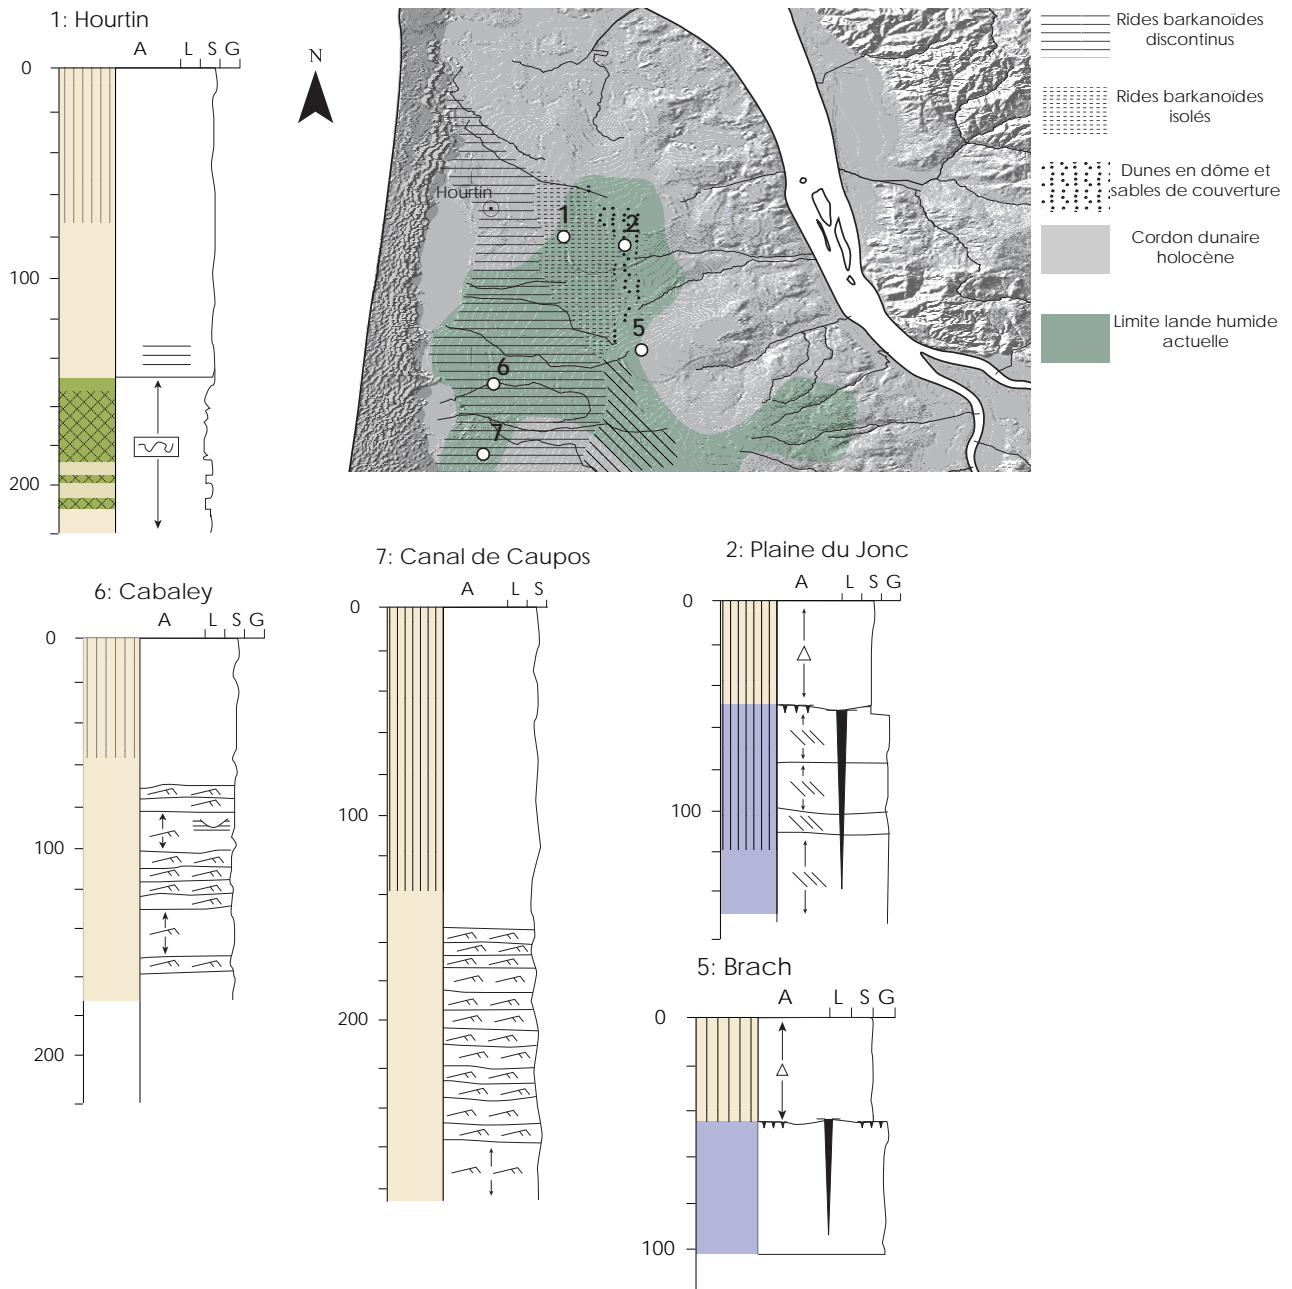 1: Hourtin
A L S G
0
100
200
N
Hourtin
1
2
5
6
7
Rides barkanoïdes
discontinus
Rides barkanoïdes
isolés
Dunes en dôme et
sables de couverture
Cordon dunaire
holocène
Limite lande humide
actuelle
6: Cabaley
A L S G
0
100
200
7: Canal de Caupos
A L S
0
100
200
2: Plaine du Jonc
A L S G
0
100
5: Brach
A L S G
0
100